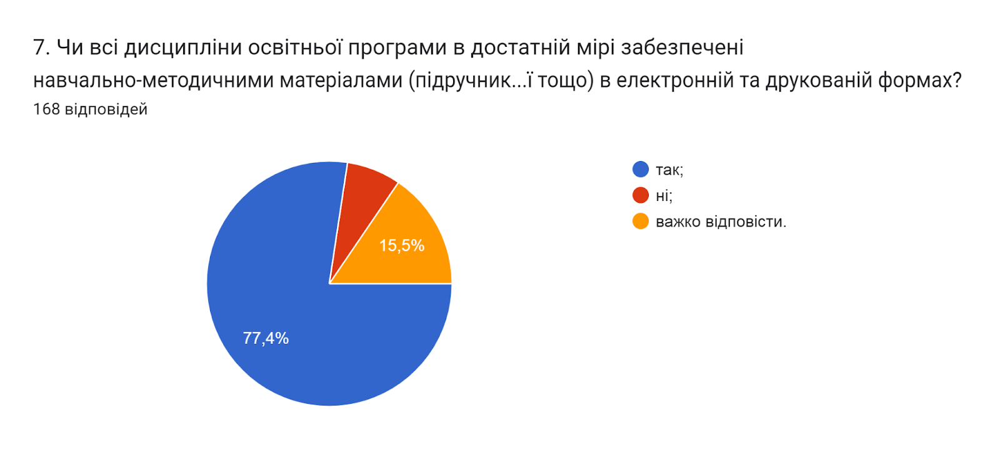 7. Чи всі дисципліни освітньої програми в достатній мірі забезпечені
навчально-методичними матеріалами (підручник...ї тощо) в електронній та друкованій формах?
168 відповідей
так;
ні;
важко відповісти.
15,5%
77,4%